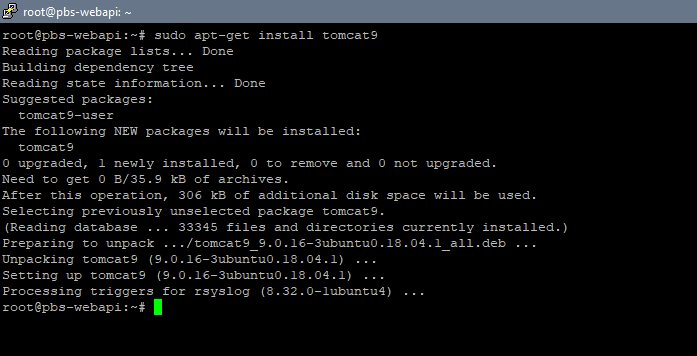 root@pbs-webapi: ~
root@pbs-webapi:~# sudo apt-get install tomcat9
Reading package lists... Done
Building dependency tree
Reading state information... Done
Suggested packages:
  tomcat9-user
The following NEW packages will be installed:
  tomcat9
0 upgraded, 1 newly installed, 0 to remove and 0 not upgraded.
Need to get 0 B/35.9 kB of archives.
After this operation, 306 kB of additional disk space will be used.
Selecting previously unselected package tomcat9.
(Reading database ... 33345 files and directories currently installed.)
Preparing to unpack .../tomcat9_9.0.16-3ubuntu0.18.04.1_all.deb ...
Unpacking tomcat9 (9.0.16-3ubuntu0.18.04.1) ...
Setting up tomcat9 (9.0.16-3ubuntu0.18.04.1) ...
Processing triggers for rsyslog (8.32.0-1ubuntu4) ...
root@pbs-webapi:~#